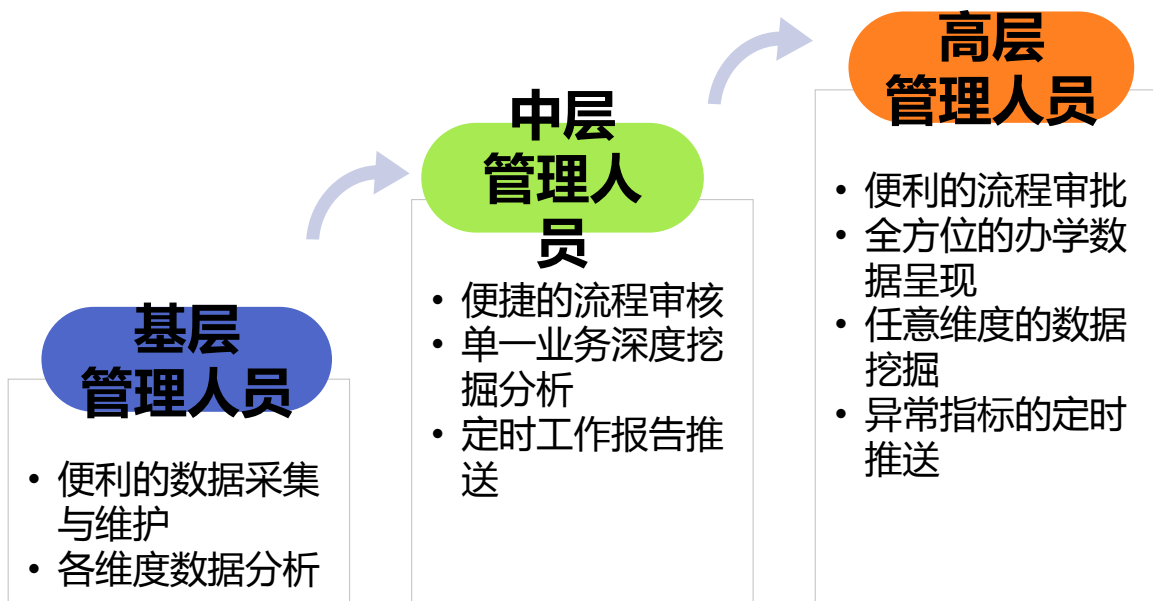 基层
管理人员
• 便利的数据采集
与维护
• 各维度数据分析
中层
管理人
员
• 便捷的流程审核
• 单一业务深度挖
掘分析
• 定时工作报告推
送
高层
管理人员
• 便利的流程审批
• 全方位的办学数
据呈现
• 任意维度的数据
挖掘
• 异常指标的定时
推送